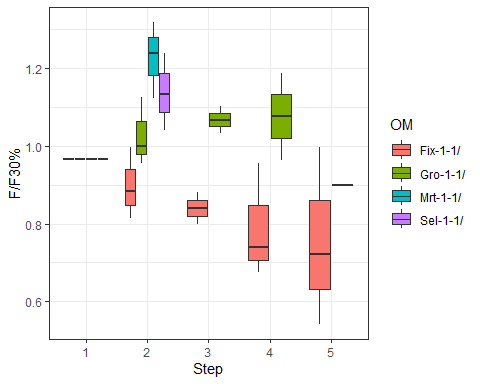 F/F30%
1.2
1.0
0.8
0.6
1 2 3 4 5
Step
OM
Fix-1-1/
Gro-1-1/
Mrt-1-1/
Sel-1-1/